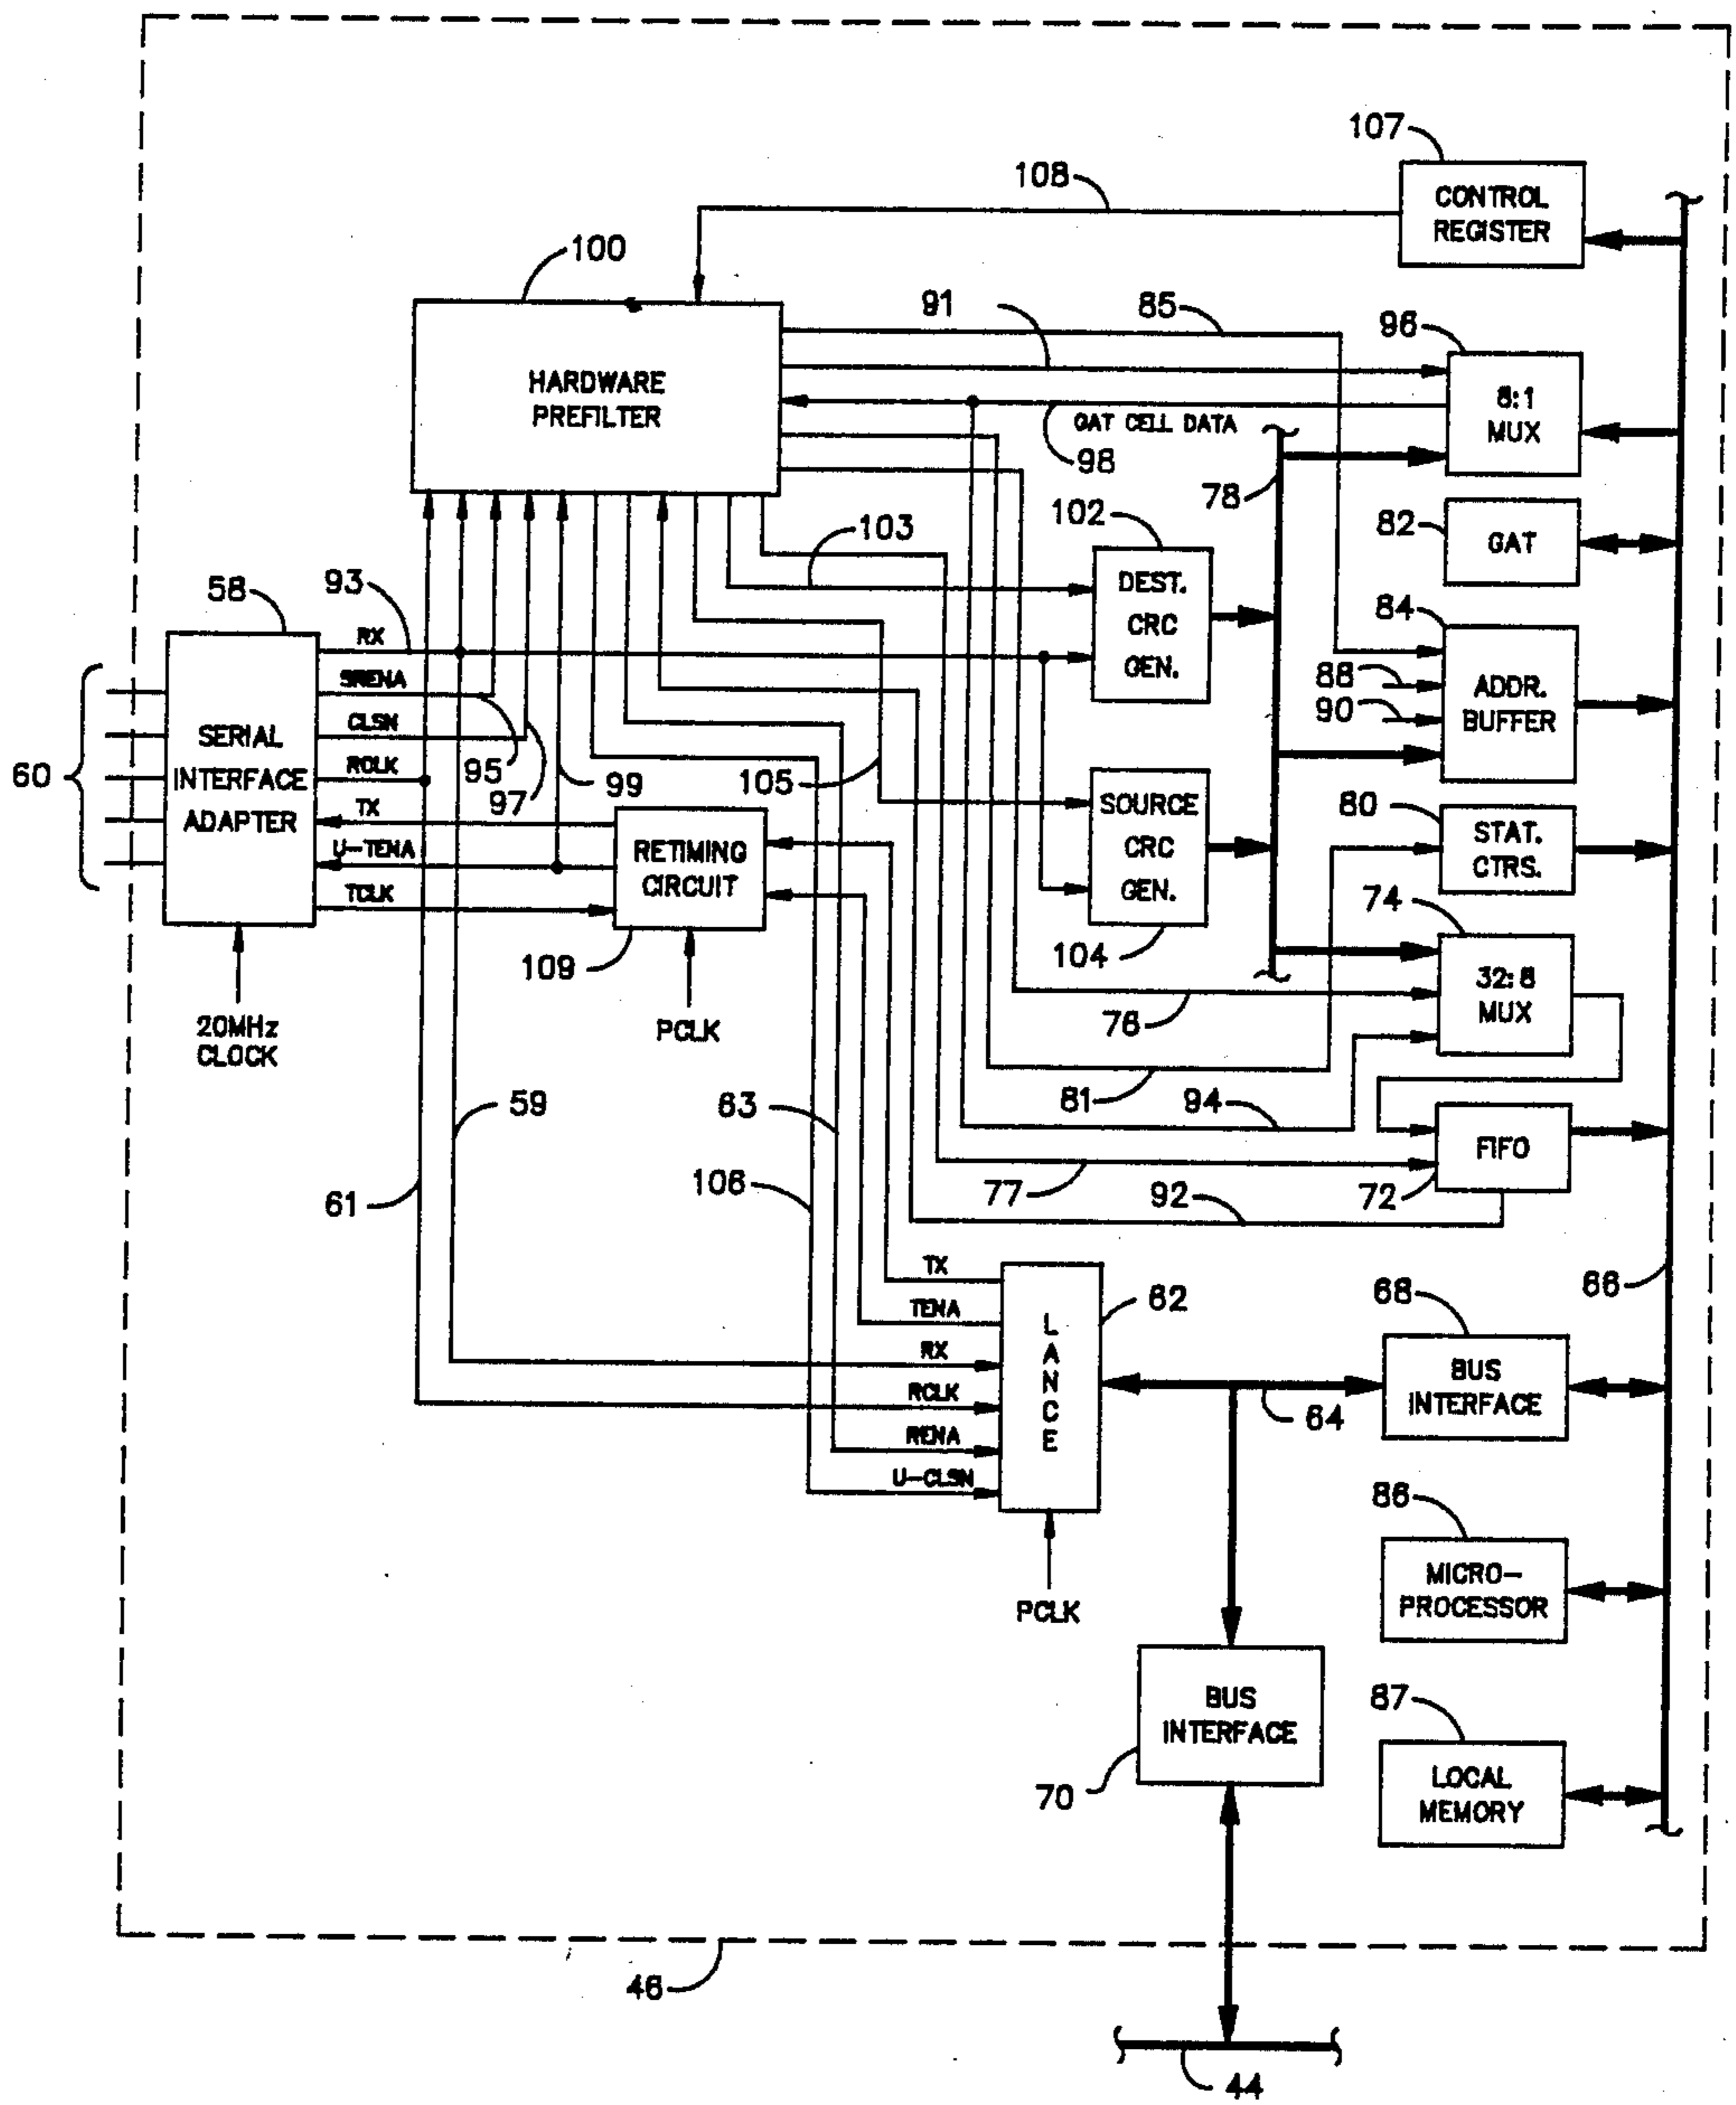 107
108
CONTROL
REGISTER
100
91
85
96
HARDWARE
PREFILTER
8:1
MUX
GAT CELL DATA
98
78
82
GAT
103
102
58
93
DEST.
CRC
GEN.
84
RX
SRENA
88
90
ADDR.
BUFFER
CLSN
60
SERIAL
INTERFACE
ADAPTER
RCLK
95
97
99
105
SOURCE
CRC
GEN.
80
STAT.
CTRS.
TX
U-TENA
TCLK
RETIMING
CIRCUIT
74
109
104
32:8
MUX
20MHz
CLOCK
PCLK
76
59
63
81
94
FIFO
61
106
77
92
72
TX
TENA
RX
RCLK
RENA
U-CLSN
LANCE
62
68
66
BUS
INTERFACE
64
86
PCLK
MICRO-
PROCESSOR
BUS
INTERFACE
87
70
LOCAL
MEMORY
46
44